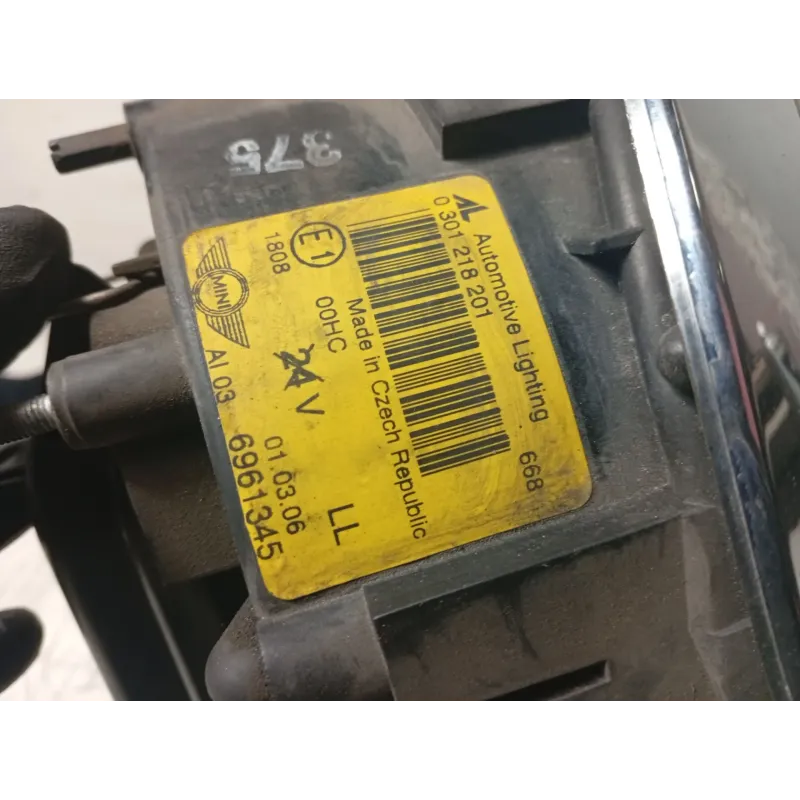 375
AL Automotive Lighting
0 301 218 201
668
E1
1808
00HC
Made in Czech Republic
24 V
LL
MINI
AI 03
01.03.06
6961345